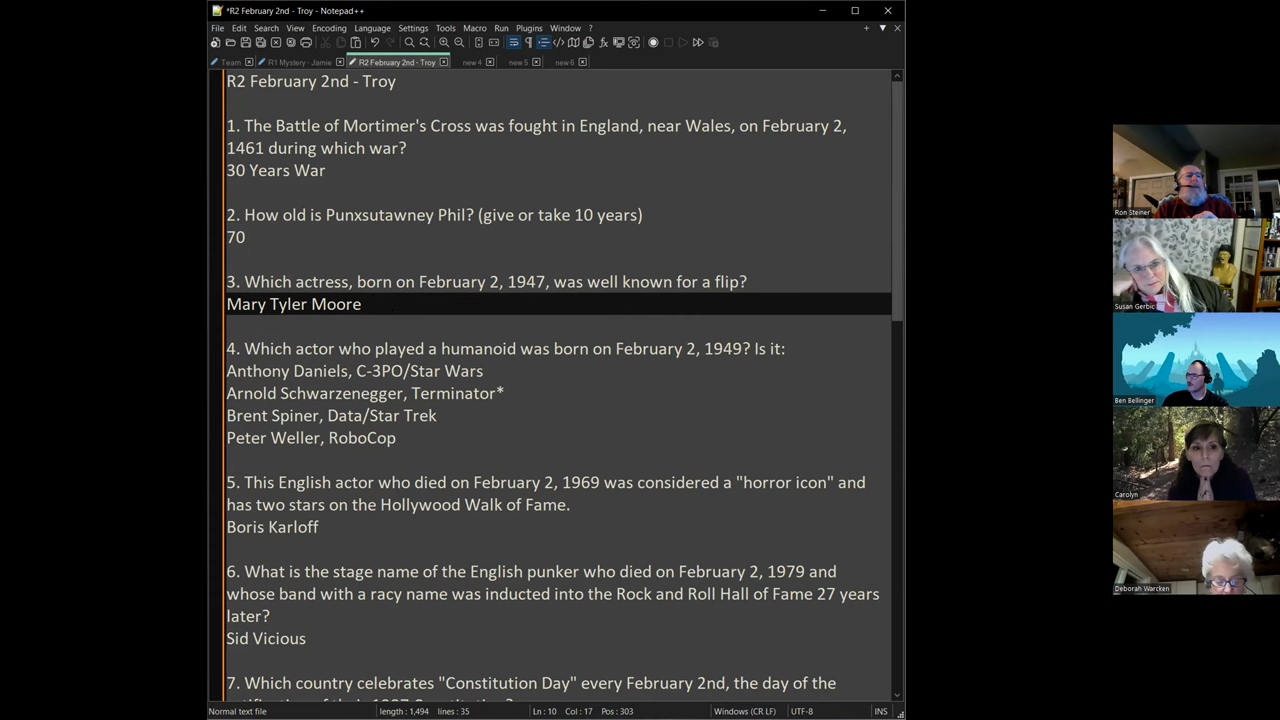 *R2 February 2nd - Troy - Notepad++
File Edit Search View Encoding Language Settings Tools Macro Run Plugins Window ?
Team R1 Mystery - Jamie R2 February 2nd - Troy new 4 new 5 new 6
R2 February 2nd - Troy
1. The Battle of Mortimer's Cross was fought in England, near Wales, on February 2,
1461 during which war?
30 Years War
2. How old is Punxsutawney Phil? (give or take 10 years)
70
3. Which actress, born on February 2, 1947, was well known for a flip?
Mary Tyler Moore
4. Which actor who played a humanoid was born on February 2, 1949? Is it:
Anthony Daniels, C-3PO/Star Wars
Arnold Schwarzenegger, Terminator*
Brent Spiner, Data/Star Trek
Peter Weller, RoboCop
5. This English actor who died on February 2, 1969 was considered a "horror icon" and
has two stars on the Hollywood Walk of Fame.
Boris Karloff
6. What is the stage name of the English punker who died on February 2, 1979 and
whose band with a racy name was inducted into the Rock and Roll Hall of Fame 27 years
later?
Sid Vicious
7. Which country celebrates "Constitution Day" every February 2nd, the day of the
Normal text file length : 1,494 lines : 35 Ln : 10 Col : 17 Pos : 303 Windows (CR LF) UTF-8 INS
Ron Steiner
Susan Gerbic
Ben Bellinger
Carolyn
Deborah Warcken